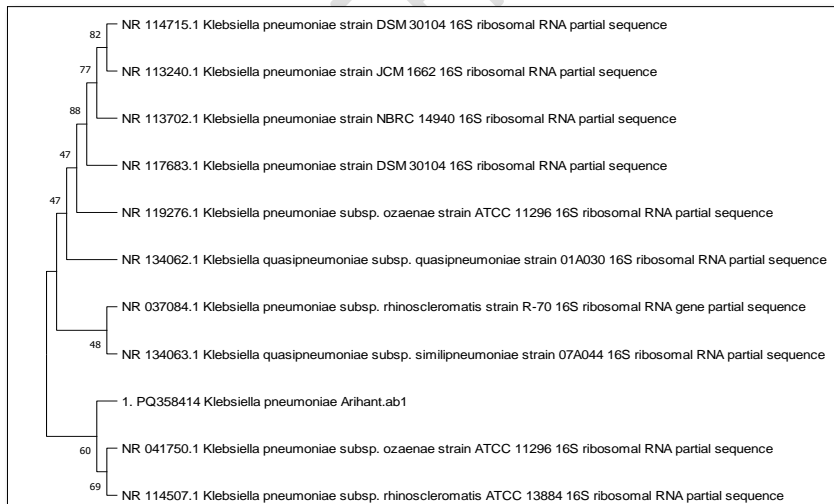 NR 114715.1 Klebsiella pneumoniae strain DSM 30104 16S ribosomal RNA partial sequence
82
NR 113240.1 Klebsiella pneumoniae strain JCM 1662 16S ribosomal RNA partial sequence
77
NR 113702.1 Klebsiella pneumoniae strain NBRC 14940 16S ribosomal RNA partial sequence
88
NR 117683.1 Klebsiella pneumoniae strain DSM 30104 16S ribosomal RNA partial sequence
47
NR 119276.1 Klebsiella pneumoniae subsp. ozaenae strain ATCC 11296 16S ribosomal RNA partial sequence
47
NR 134062.1 Klebsiella quasipneumoniae subsp. quasipneumoniae strain 01A030 16S ribosomal RNA partial sequence
NR 037084.1 Klebsiella pneumoniae subsp. rhinoscleromatis strain R-70 16S ribosomal RNA gene partial sequence
48
NR 134063.1 Klebsiella quasipneumoniae subsp. similipneumoniae strain 07A044 16S ribosomal RNA partial sequence
1. PQ358414 Klebsiella pneumoniae Arihant.ab1
60
NR 041750.1 Klebsiella pneumoniae subsp. ozaenae strain ATCC 11296 16S ribosomal RNA partial sequence
69
NR 114507.1 Klebsiella pneumoniae subsp. rhinoscleromatis ATCC 13884 16S ribosomal RNA partial sequence